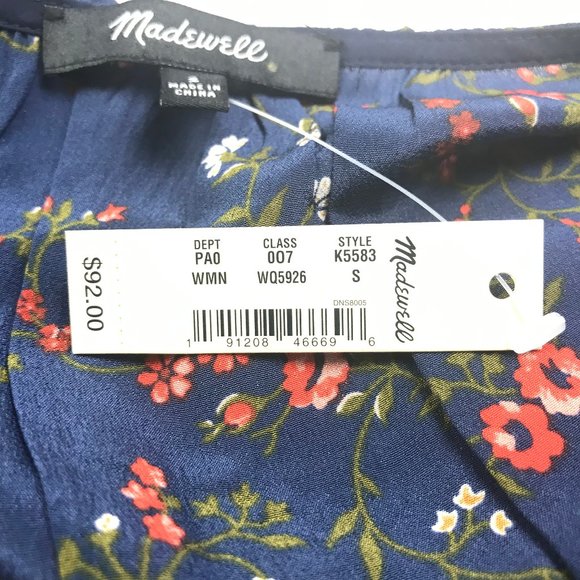 Madewell
S
MADE IN
CHINA
DEPT CLASS STYLE
PA0 007 K5583
WMN WQ5926 S
DNS8005
1 91208 46669 6
$92.00
Madewell